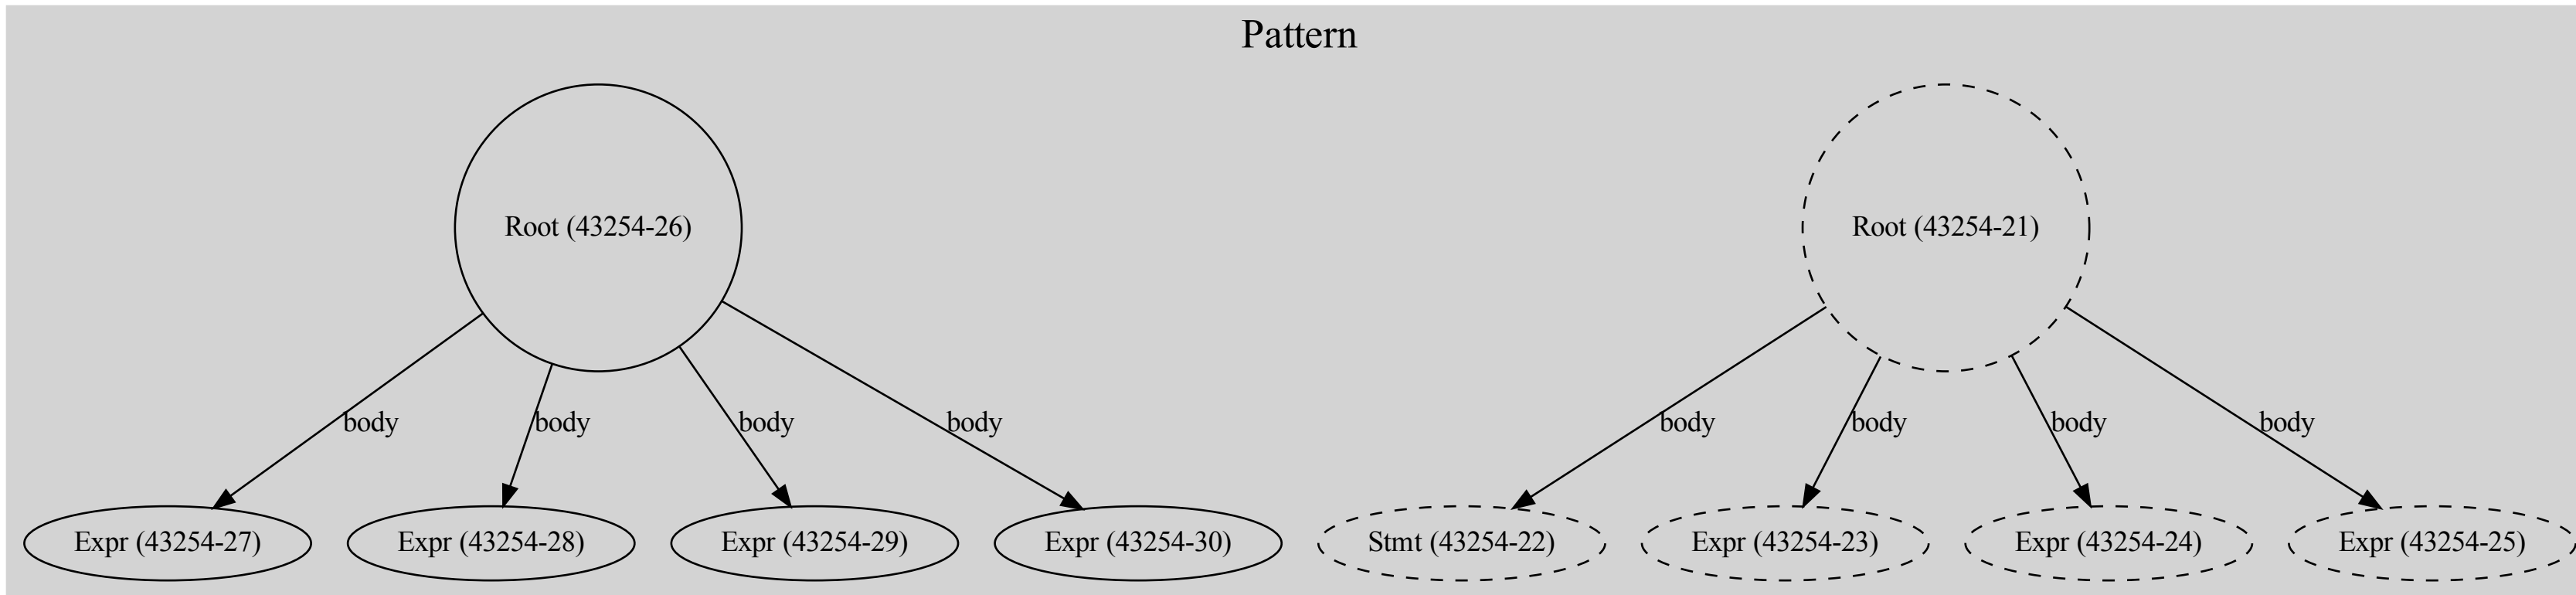 Pattern
Root (43254-26)
Root (43254-21)
body
body
body
body
body
body
body
body
Expr (43254-27)
Expr (43254-28)
Expr (43254-29)
Expr (43254-30)
Stmt (43254-22)
Expr (43254-23)
Expr (43254-24)
Expr (43254-25)